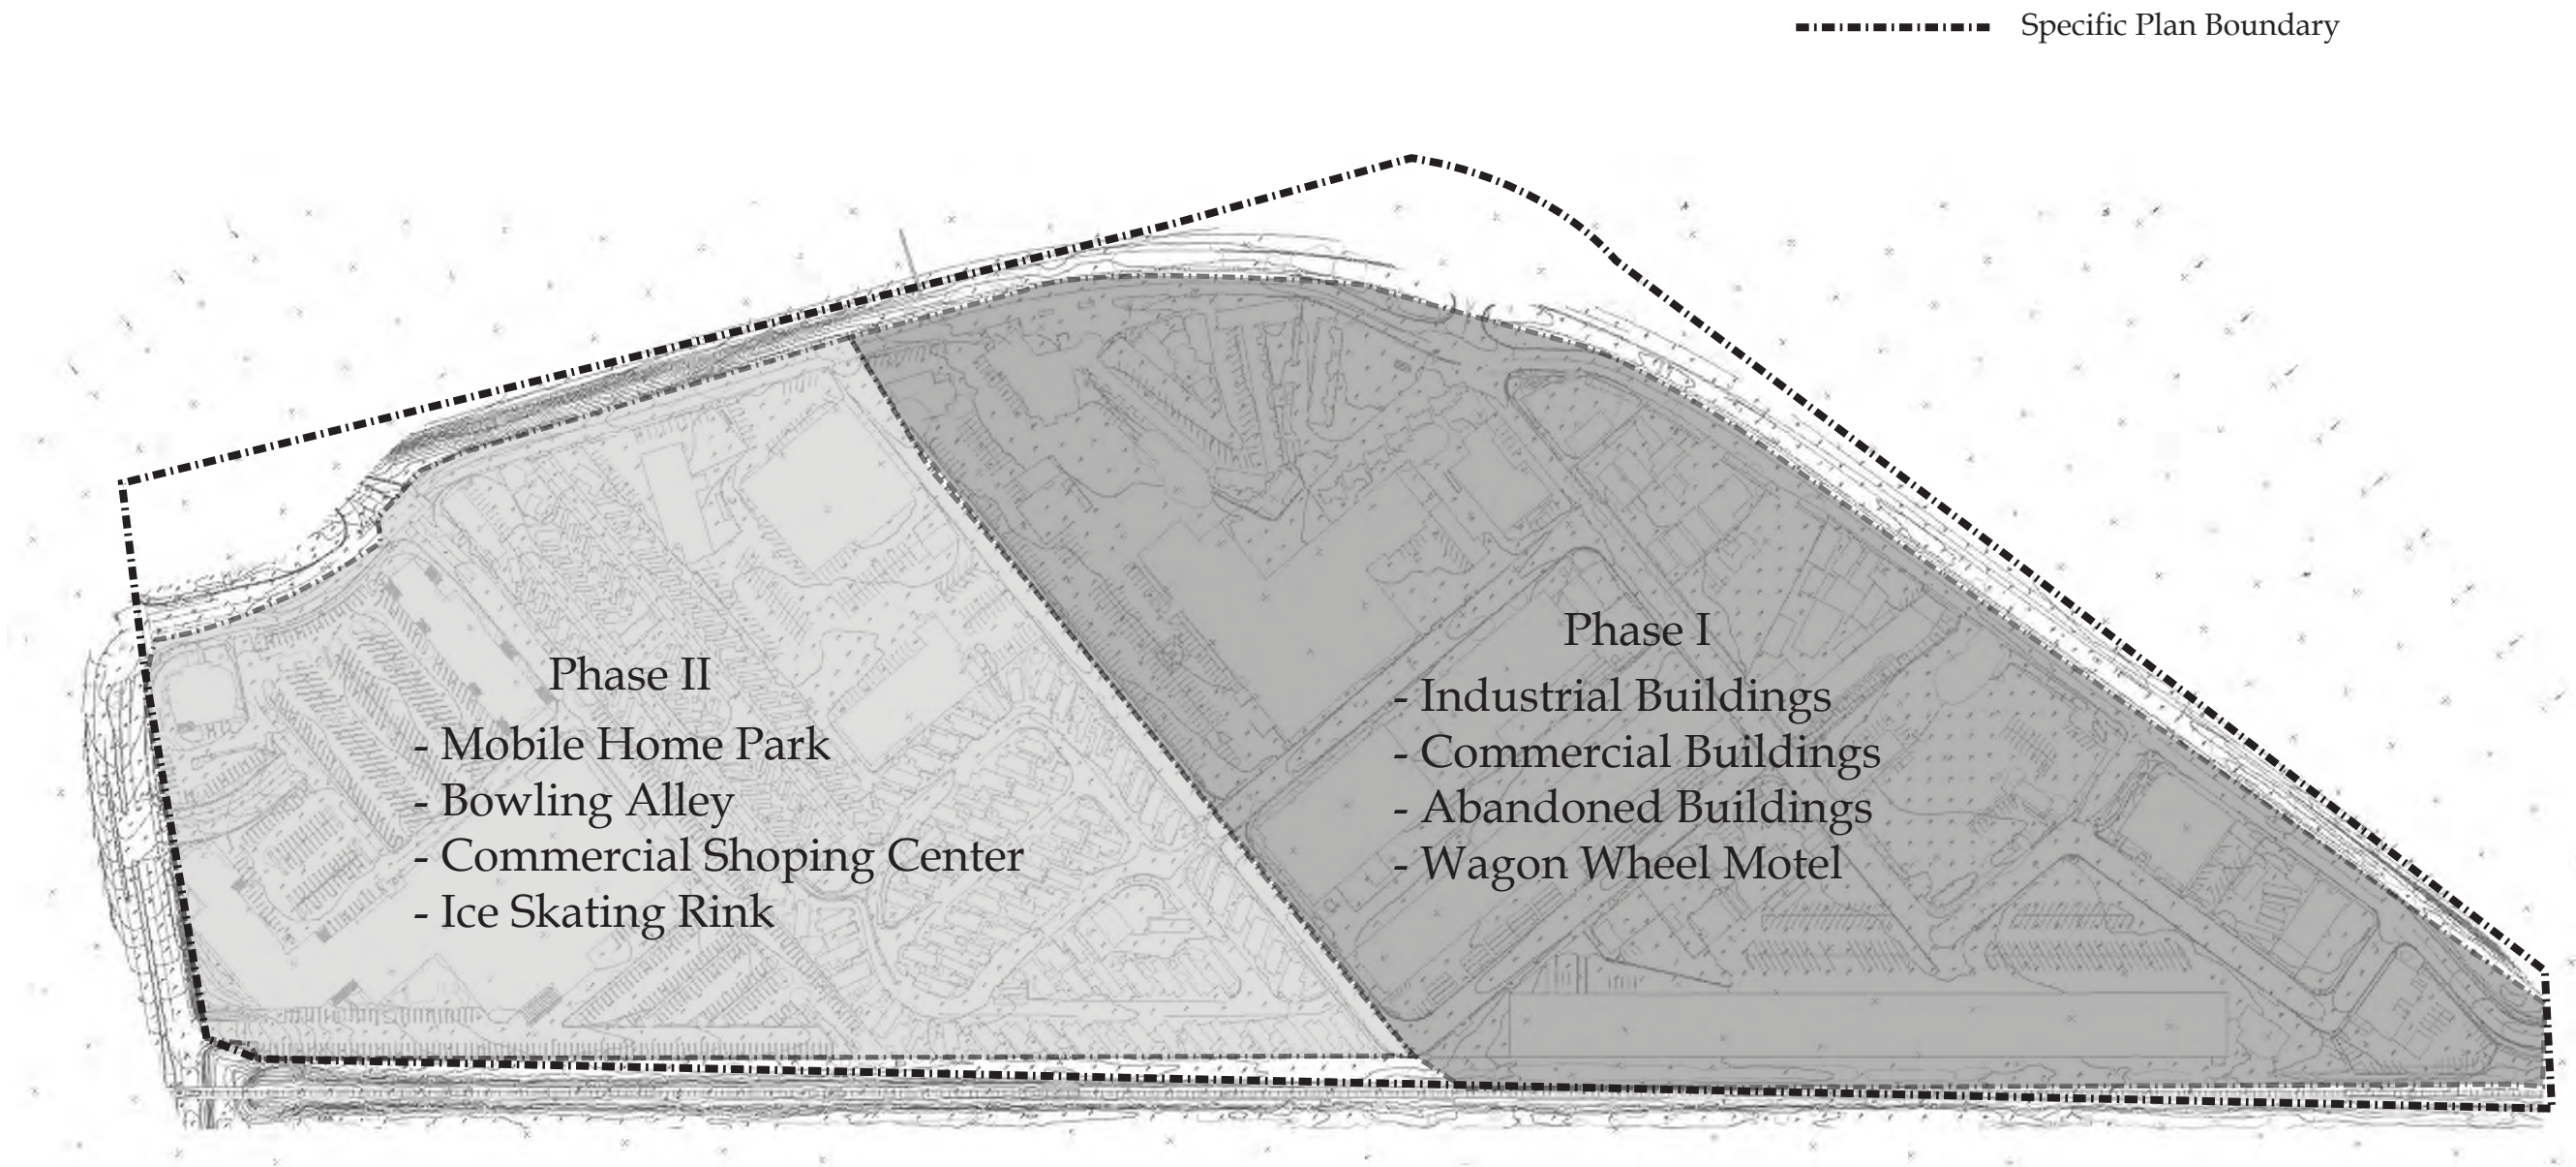 Specific Plan Boundary
Phase II
- Mobile Home Park
- Bowling Alley
- Commercial Shoping Center
- Ice Skating Rink
Phase I
- Industrial Buildings
- Commercial Buildings
- Abandoned Buildings
- Wagon Wheel Motel